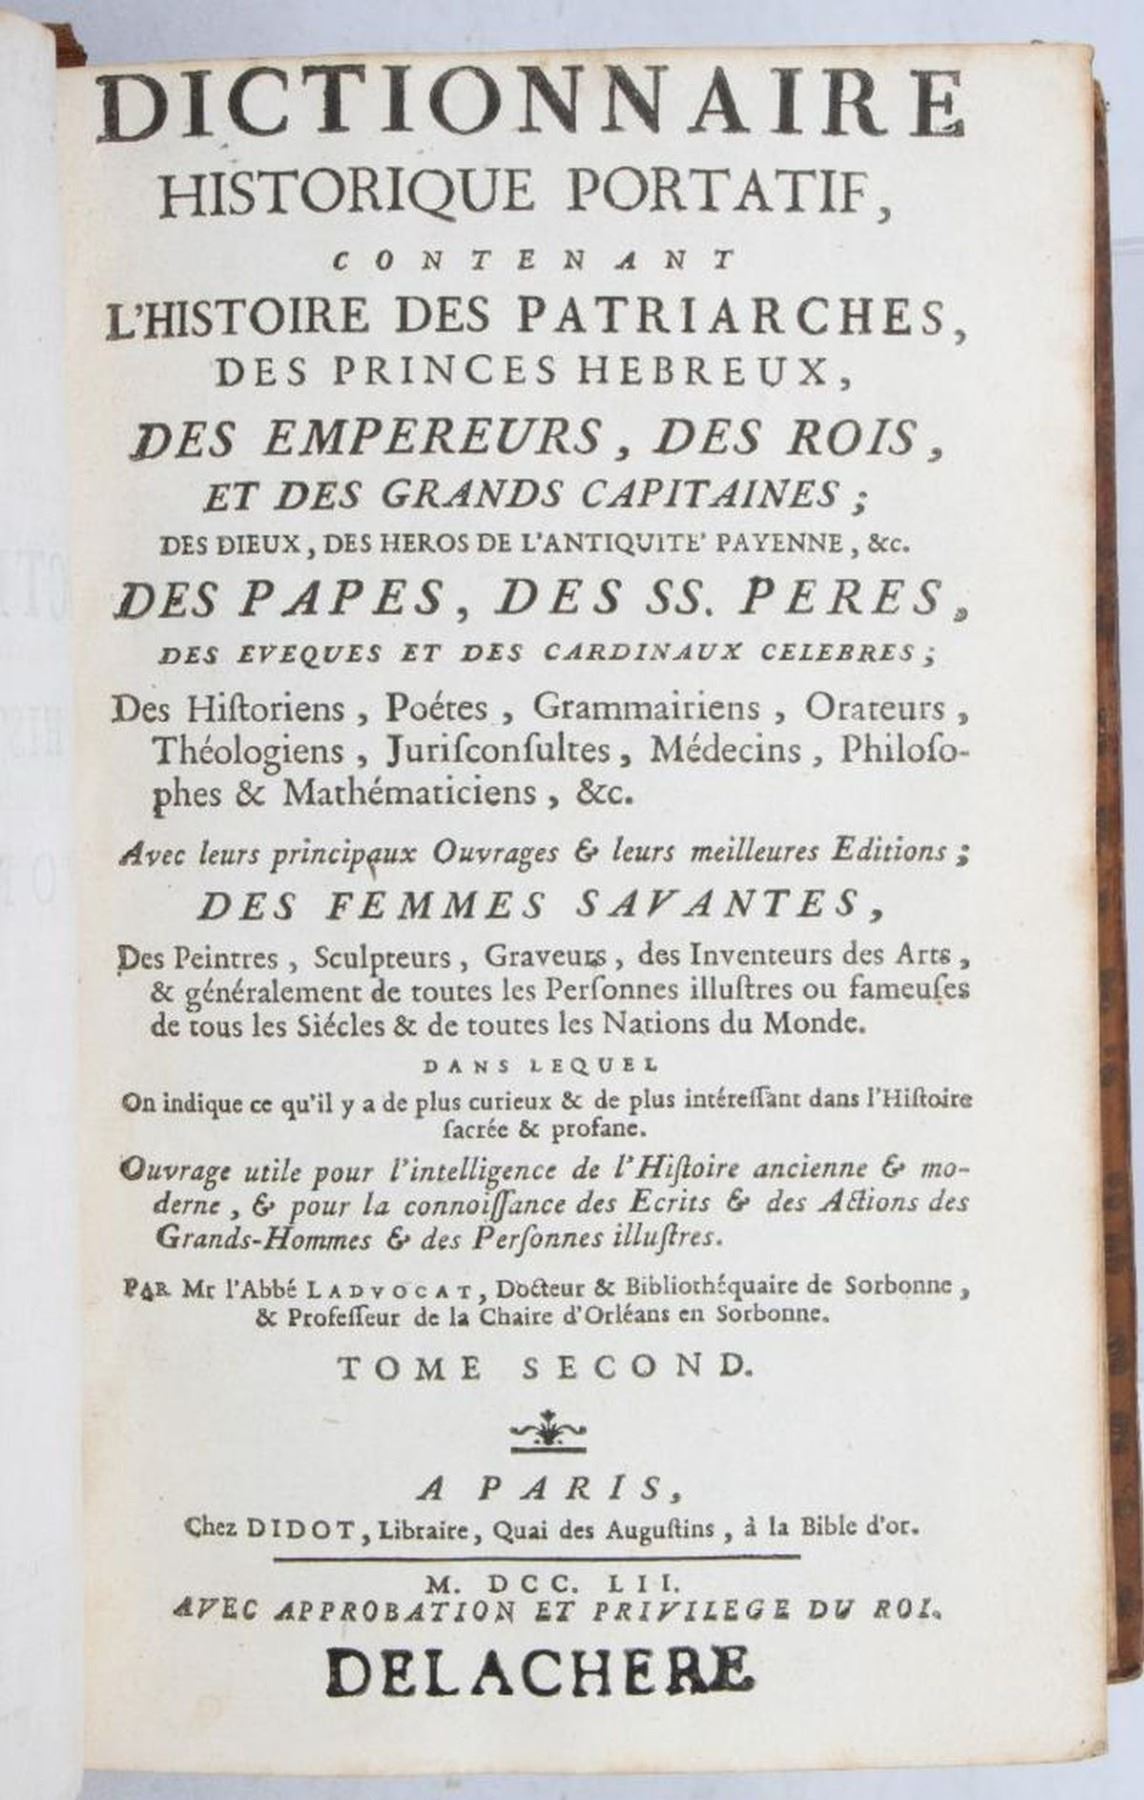 DICTIONNAIRE
HISTORIQUE PORTATIF,
CONTENANT
L'HISTOIRE DES PATRIARCHES,
DES PRINCES HEBREUX,
DES EMPEREURS, DES ROIS,
ET DES GRANDS CAPITAINES;
DES DIEUX, DES HEROS DE L'ANTIQUITE' PAYENNE, &c.
DES PAPES, DES SS. PERES,
DES EVEQUES ET DES CARDINAUX CELEBRES;
Des Hiſtoriens, Poétes, Grammairiens, Orateurs,
Théologiens, Juriſconſultes, Médecins, Philoſo-
phes & Mathématiciens, &c.
Avec leurs principaux Ouvrages & leurs meilleures Editions;
DES FEMMES SAVANTES,
Des Peintres, Sculpteurs, Graveurs, des Inventeurs des Arts,
& généralement de toutes les Perſonnes illuſtres ou fameuſes
de tous les Siécles & de toutes les Nations du Monde.
DANS LEQUEL
On indique ce qu'il y a de plus curieux & de plus intéreſſant dans l'Hiſtoire
ſacrée & profane.
Ouvrage utile pour l'intelligence de l'Hiſtoire ancienne & mo-
derne, & pour la connoiſſance des Ecrits & des Actions des
Grands-Hommes & des Perſonnes illuſtres.
PAR Mr l'Abbé LADVOCAT, Docteur & Bibliothéquaire de Sorbonne,
& Profeſſeur de la Chaire d'Orléans en Sorbonne.
TOME SECOND.
A PARIS,
Chez DIDOT, Libraire, Quai des Auguſtins, à la Bible d'or.
M. DCC. LII.
AVEC APPROBATION ET PRIVILEGE DU ROI.
DELACHERE